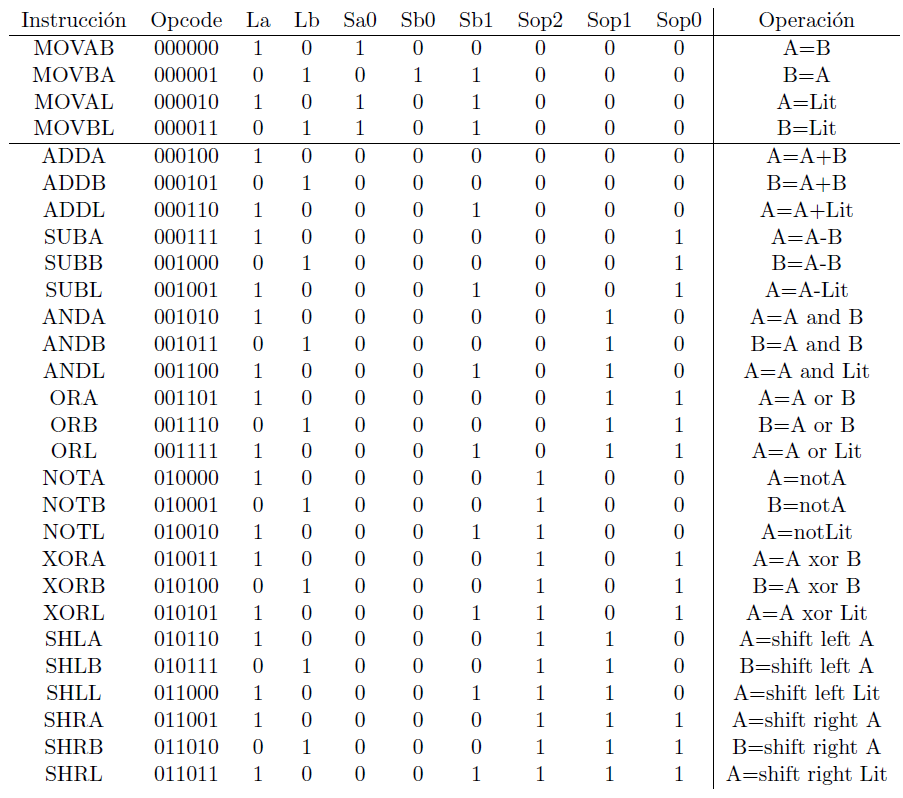 Instrucción Opcode La Lb Sa0 Sb0 Sb1 Sop2 Sop1 Sop0 Operación
MOVAB 000000 1 0 1 0 0 0 0 0 A=B
MOVBA 000001 0 1 0 1 1 0 0 0 B=A
MOVAL 000010 1 0 1 0 1 0 0 0 A=Lit
MOVBL 000011 0 1 1 0 1 0 0 0 B=Lit
ADDA 000100 1 0 0 0 0 0 0 0 A=A+B
ADDB 000101 0 1 0 0 0 0 0 0 B=A+B
ADDL 000110 1 0 0 0 1 0 0 0 A=A+Lit
SUBA 000111 1 0 0 0 0 0 0 1 A=A-B
SUBB 001000 0 1 0 0 0 0 0 1 B=A-B
SUBL 001001 1 0 0 0 1 0 0 1 A=A-Lit
ANDA 001010 1 0 0 0 0 0 1 0 A=A and B
ANDB 001011 0 1 0 0 0 0 1 0 B=A and B
ANDL 001100 1 0 0 0 1 0 1 0 A=A and Lit
ORA 001101 1 0 0 0 0 0 1 1 A=A or B
ORB 001110 0 1 0 0 0 0 1 1 B=A or B
ORL 001111 1 0 0 0 1 0 1 1 A=A or Lit
NOTA 010000 1 0 0 0 0 1 0 0 A=notA
NOTB 010001 0 1 0 0 0 1 0 0 B=notA
NOTL 010010 1 0 0 0 1 1 0 0 A=notLit
XORA 010011 1 0 0 0 0 1 0 1 A=A xor B
XORB 010100 0 1 0 0 0 1 0 1 B=A xor B
XORL 010101 1 0 0 0 1 1 0 1 A=A xor Lit
SHLA 010110 1 0 0 0 0 1 1 0 A=shift left A
SHLB 010111 0 1 0 0 0 1 1 0 B=shift left A
SHLL 011000 1 0 0 0 1 1 1 0 A=shift left Lit
SHRA 011001 1 0 0 0 0 1 1 1 A=shift right A
SHRB 011010 0 1 0 0 0 1 1 1 B=shift right A
SHRL 011011 1 0 0 0 1 1 1 1 A=shift right Lit